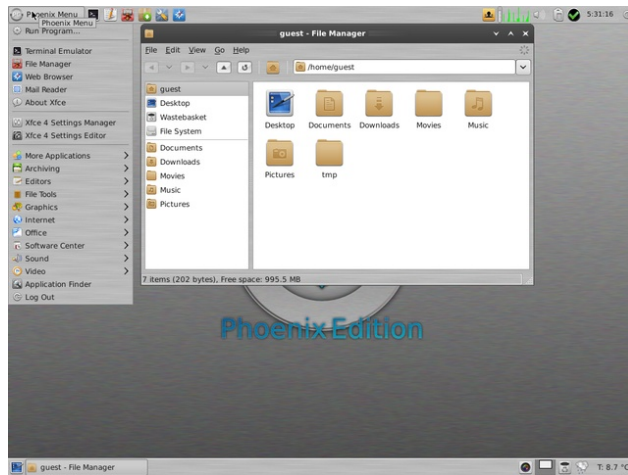 Phoenix Menu
5:31:16
Phoenix Menu
Run Program...
Terminal Emulator
File Manager
Web Browser
Mail Reader
About Xfce
Xfce 4 Settings Manager
Xfce 4 Settings Editor
More Applications
Archiving
Editors
File Tools
Graphics
Internet
Office
Software Center
Sound
Video
Application Finder
Log Out
guest - File Manager
File Edit View Go Help
/home/guest
guest
Desktop
Wastebasket
File System
Documents
Downloads
Movies
Music
Pictures
Desktop Documents Downloads Movies Music
Pictures tmp
7 items (202 bytes), Free space: 995.5 MB
Phoenix Edition
guest - File Manager
T: 8.7 °C